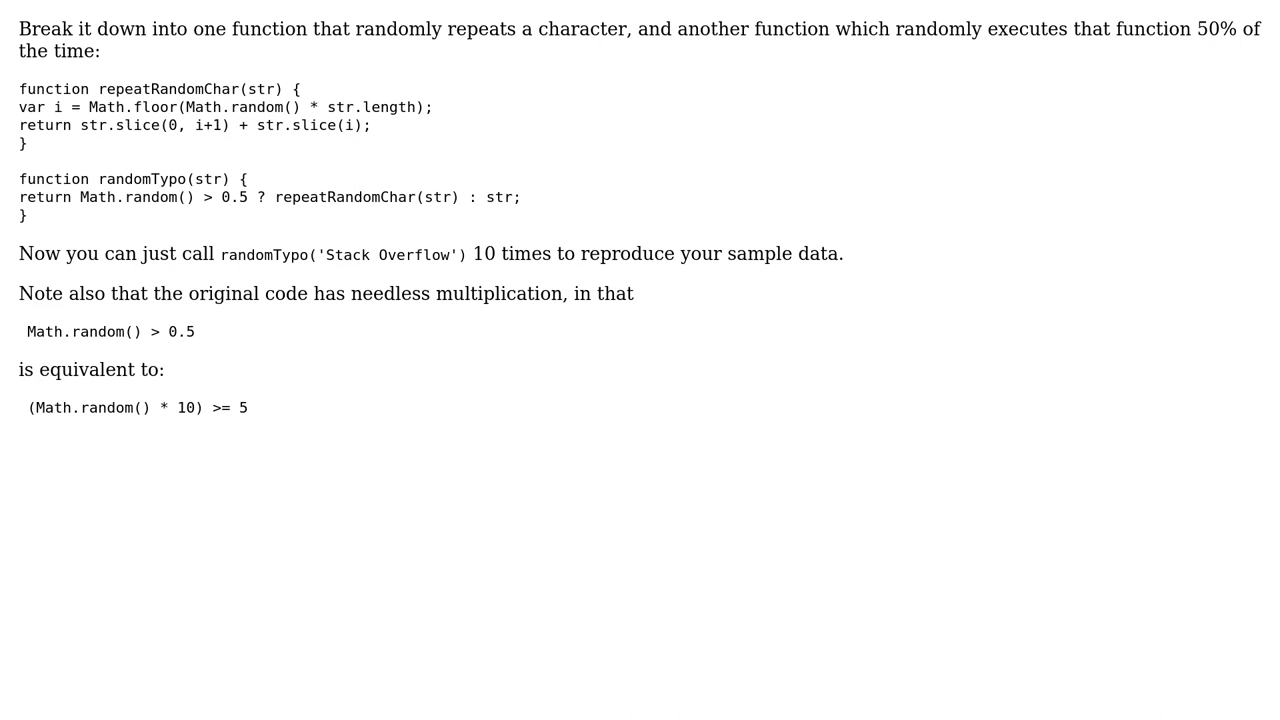 Break it down into one function that randomly repeats a character, and another function which randomly executes that function 50% of
the time:
function repeatRandomChar(str) {
var i = Math.floor(Math.random() * str.length);
return str.slice(0, i+1) + str.slice(i);
}
function randomTypo(str) {
return Math.random() > 0.5 ? repeatRandomChar(str) : str;
}
Now you can just call randomTypo('Stack Overflow') 10 times to reproduce your sample data.
Note also that the original code has needless multiplication, in that
Math.random() > 0.5
is equivalent to:
(Math.random() * 10) >= 5